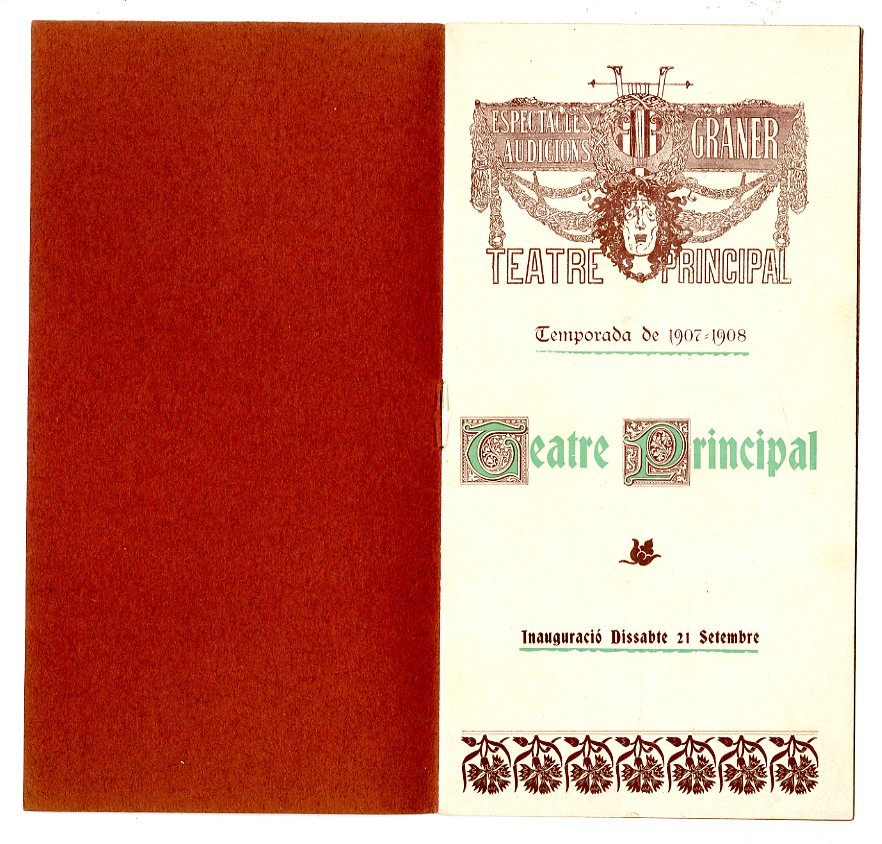 ESPECTACLES
AUDICIONS
GRANER
TEATRE PRINCIPAL
Temporada de 1907-1908
Teatre Principal
Inauguració Dissabte 21 Setembre